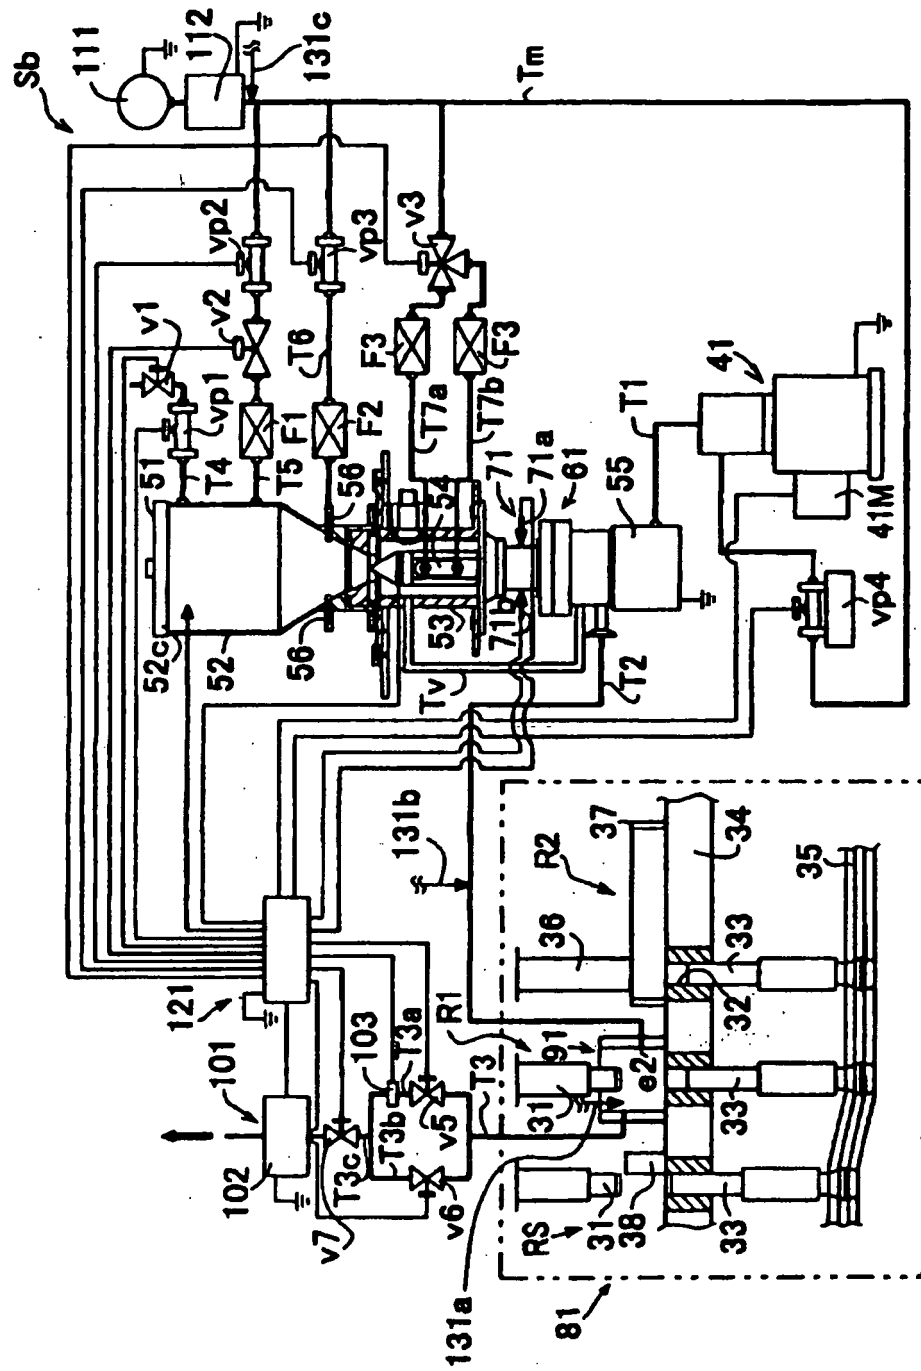 Sb
111
112
131c
Tm
vp2
vp3
v3
v2
v1
vp1
T6
F3
F3
T7a
T7b
F1
F2
T4
T5
51
52c
52
56
56
54
53
71
71a
71b
61
55
T1
41
41M
vp4
Tv
T2
131b
121
101
102
103
T3a
T3b
T3c
v5
v6
v7
T3
R1
91
e2
36
37
R2
34
35
33
32
33
33
31
31
38
RS
131a
81